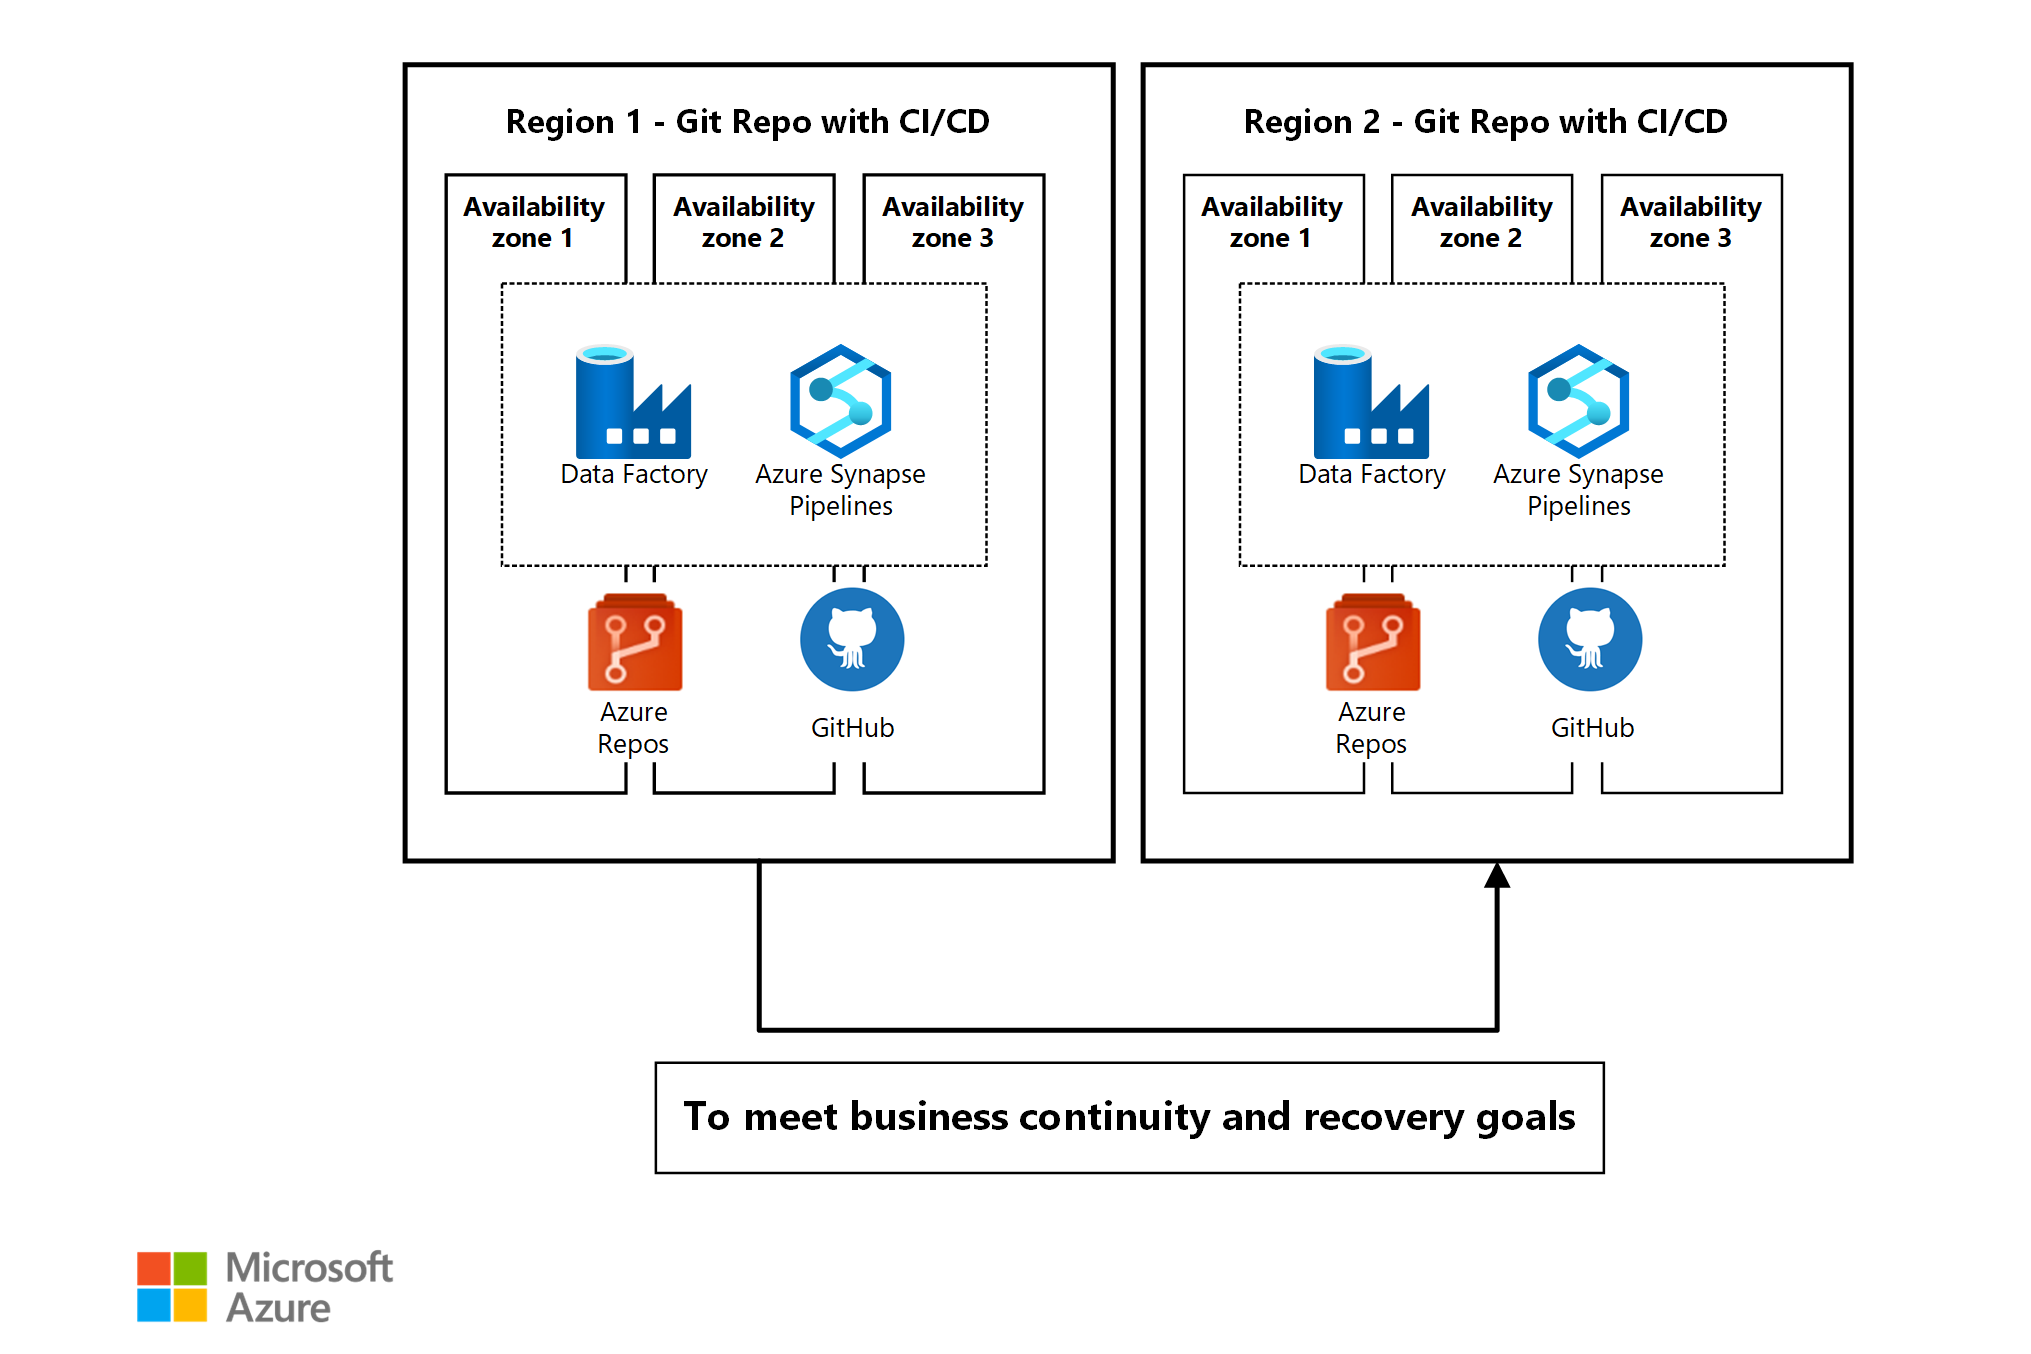 Region 1 - Git Repo with CI/CD
Availability
zone 1
Availability
zone 2
Availability
zone 3
Data Factory
Azure Synapse
Pipelines
Azure
Repos
GitHub
Region 2 - Git Repo with CI/CD
Availability
zone 1
Availability
zone 2
Availability
zone 3
Data Factory
Azure Synapse
Pipelines
Azure
Repos
GitHub
To meet business continuity and recovery goals
Microsoft
Azure